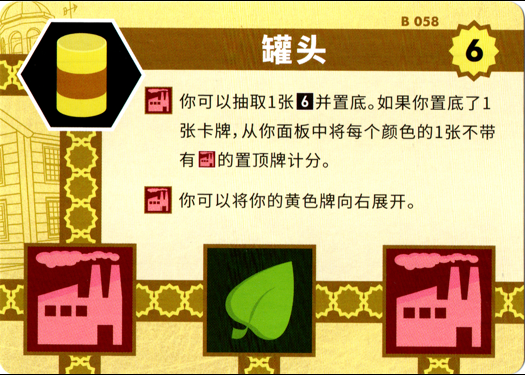 B 058
罐头
6
你可以抽取1张6并置底。如果你置底了1
张卡牌,从你面板中将每个颜色的1张不带
有的置顶牌计分。
你可以将你的黄色牌向右展开。